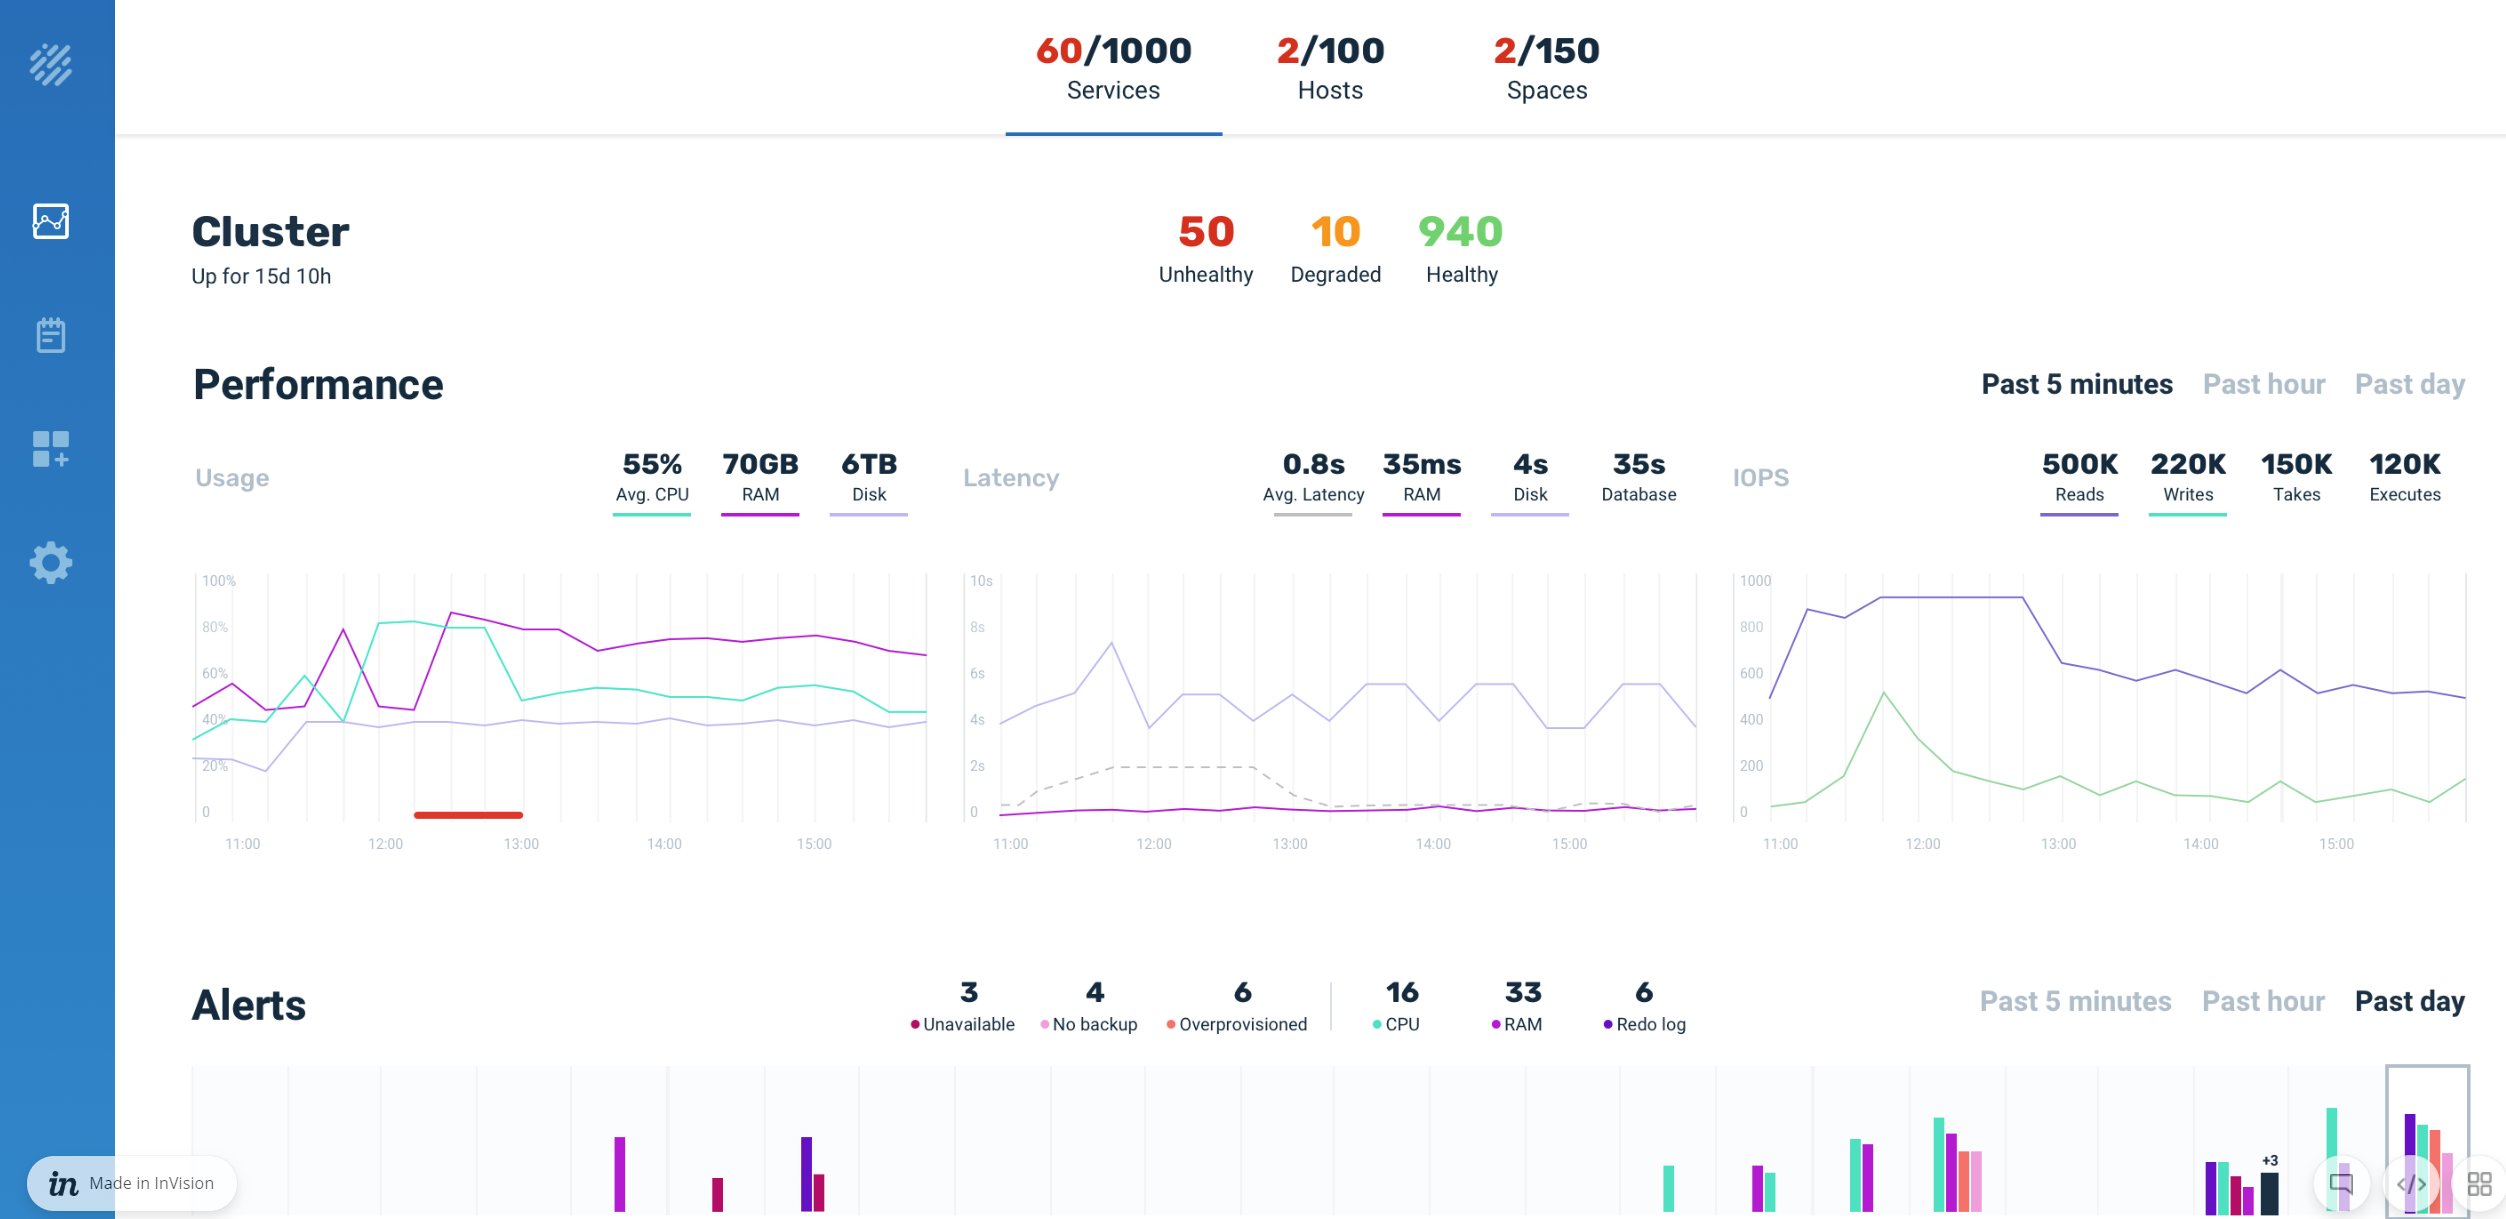 60/1000 2/100 2/150
Services Hosts Spaces
Cluster
Up for 15d 10h
50 10 940
Unhealthy Degraded Healthy
Performance
Past 5 minutes Past hour Past day
Usage
55% 70GB 6TB
Avg. CPU RAM Disk
Latency
0.8s 35ms 4s 35s
Avg. Latency RAM Disk Database
IOPS
500K 220K 150K 120K
Reads Writes Takes Executes
100%
80%
60%
40%
20%
0
11:00 12:00 13:00 14:00 15:00
10s
8s
6s
4s
2s
0
11:00 12:00 13:00 14:00 15:00
1000
800
600
400
200
0
11:00 12:00 13:00 14:00 15:00
Alerts
3 4 6 16 33 6
Unavailable No backup Overprovisioned CPU RAM Redo log
Past 5 minutes Past hour Past day
+3
in Made in InVision